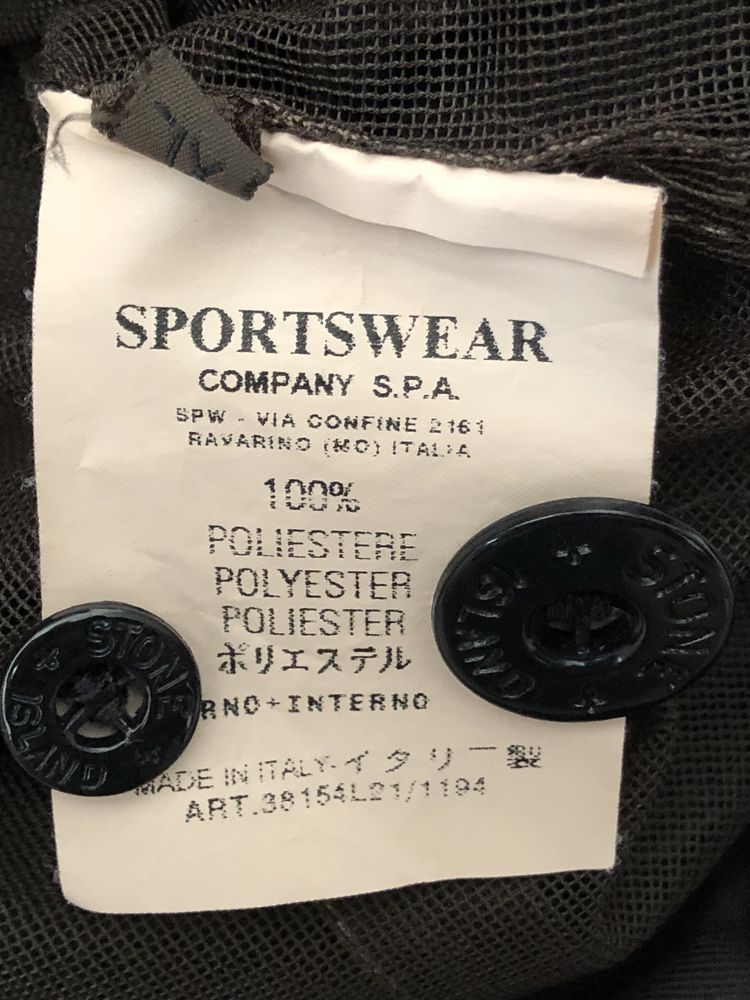 SPORTSWEAR
COMPANY S.P.A.
SPW - VIA CONFINE 2161
RAVARINO (MO) ITALIA
100%
POLIESTERE
POLYESTER
POLIESTER
ポリエステル
RNO+INTERNO
MADE IN ITALY-イタリー製
ART.38154L21/1194
STONE
ISLAND
STONE
ISLAND